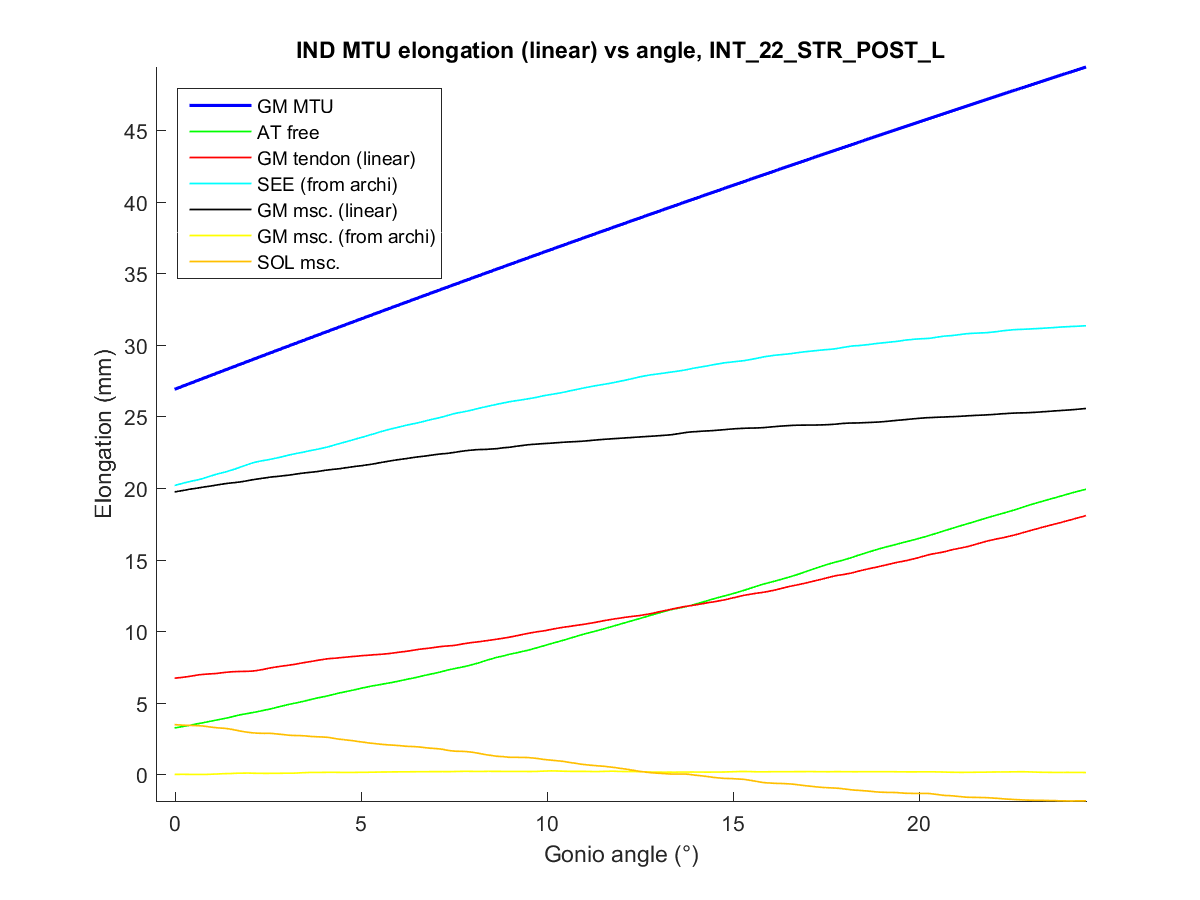 IND MTU elongation (linear) vs angle, INT_22_STR_POST_L
GM MTU
AT free
GM tendon (linear)
SEE (from archi)
GM msc. (linear)
GM msc. (from archi)
SOL msc.
45
40
35
30
25
20
15
10
5
0
Elongation (mm)
0 5 10 15 20
Gonio angle (°)